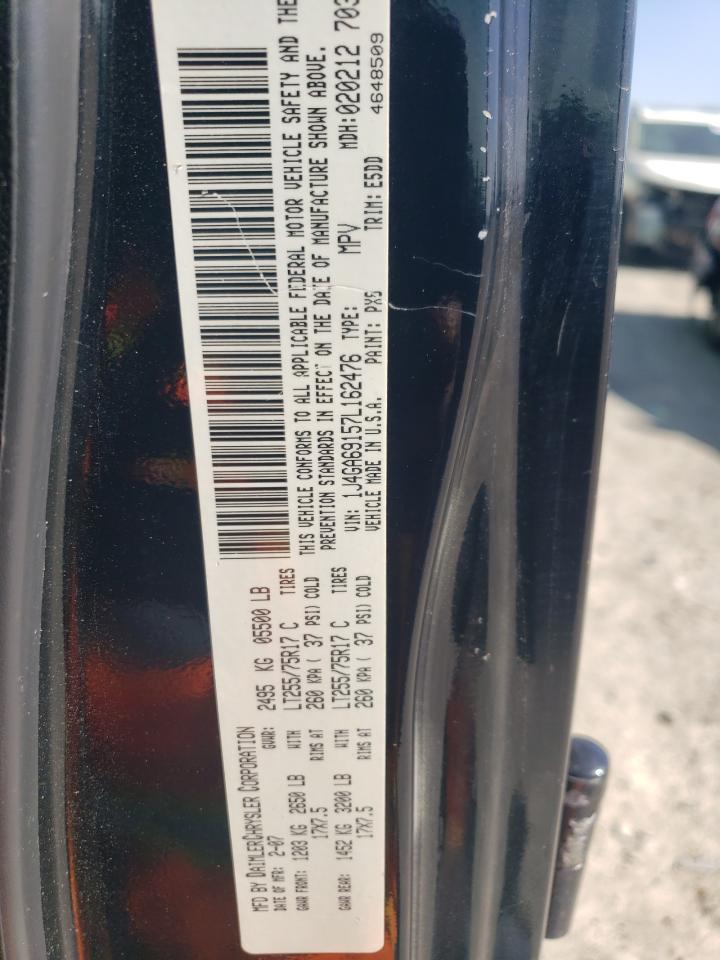 MFD BY DAIMLERCHRYSLER CORPORATION
DATE OF MFR: 2-07 GVWR: 2495 KG 05500 LB
GAWR FRONT: 1203 KG 2650 LB WITH LT255/75R17 C TIRES
17X7.5 RIMS AT 260 KPA ( 37 PSI) COLD
GAWR REAR: 1452 KG 3200 LB WITH LT255/75R17 C TIRES
17X7.5 RIMS AT 260 KPA ( 37 PSI) COLD
THIS VEHICLE CONFORMS TO ALL APPLICABLE FEDERAL MOTOR VEHICLE SAFETY AND THE
PREVENTION STANDARDS IN EFFECT ON THE DATE OF MANUFACTURE SHOWN ABOVE.
VIN: 1J4GA69157L162476 TYPE: MPV MDH:020212 703
VEHICLE MADE IN U.S.A. PAINT: PX5 TRIM: E5DD 4648509